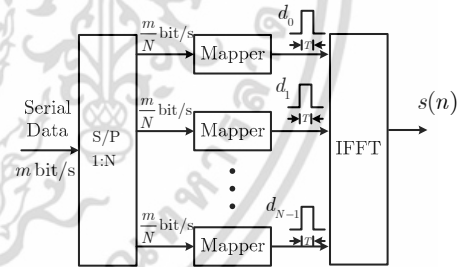 Serial
Data
m bit/s
S/P
1:N
m/N bit/s
Mapper
d_0
T
m/N bit/s
Mapper
d_1
T
m/N bit/s
Mapper
d_{N-1}
T
IFFT
s(n)